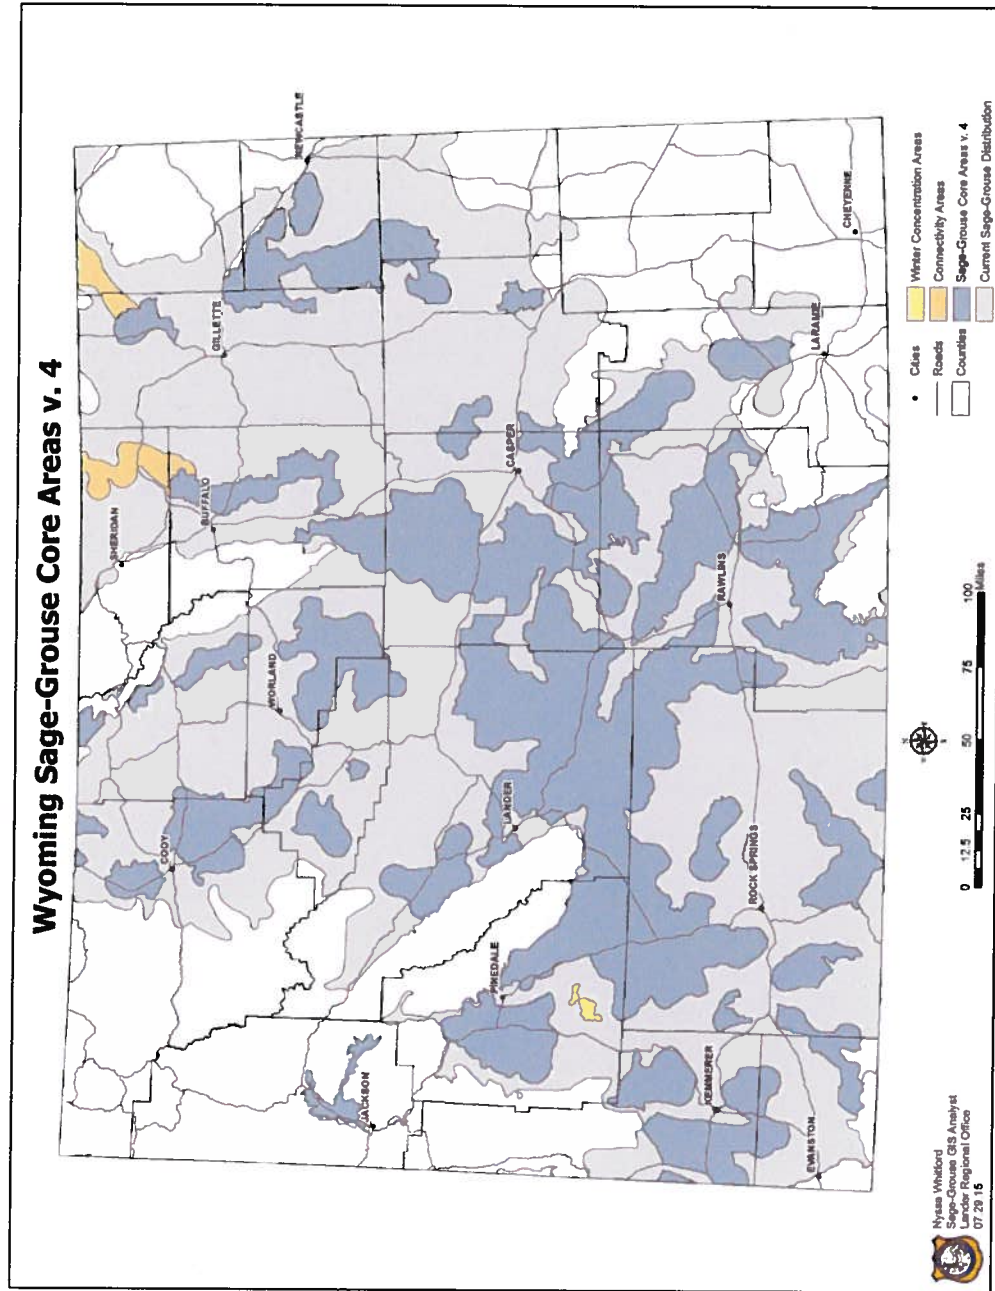 Wyoming Sage-Grouse Core Areas v. 4
SHERIDAN
CODY
BUFFALO
GILLETTE
WORLAND
NEWCASTLE
JACKSON
PINEDALE
LANDER
CASPER
KEMMERER
RAWLINS
ROCK SPRINGS
EVANSTON
LARAMIE
CHEYENNE
Nyssa Whitford
Sage-Grouse GIS Analyst
Lander Regional Office
07 29 15
N
0 12.5 25 50 75 100
Miles
Cities
Roads
Counties
Winter Concentration Areas
Connectivity Areas
Sage-Grouse Core Areas v. 4
Current Sage-Grouse Distribution